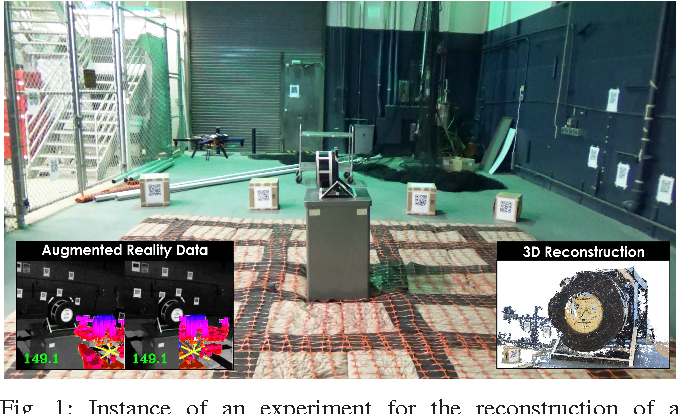 Augmented Reality Data
3D Reconstruction
149.1
149.1
Fig. 1: Instance of an experiment for the reconstruction of a